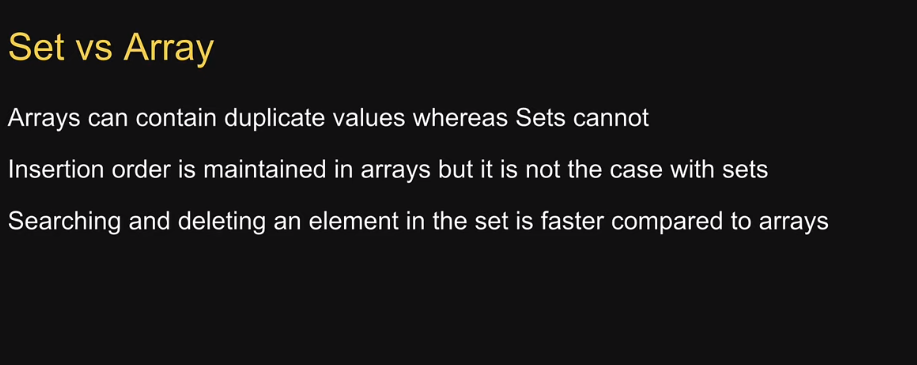 Set vs Array
Arrays can contain duplicate values whereas Sets cannot
Insertion order is maintained in arrays but it is not the case with sets
Searching and deleting an element in the set is faster compared to arrays